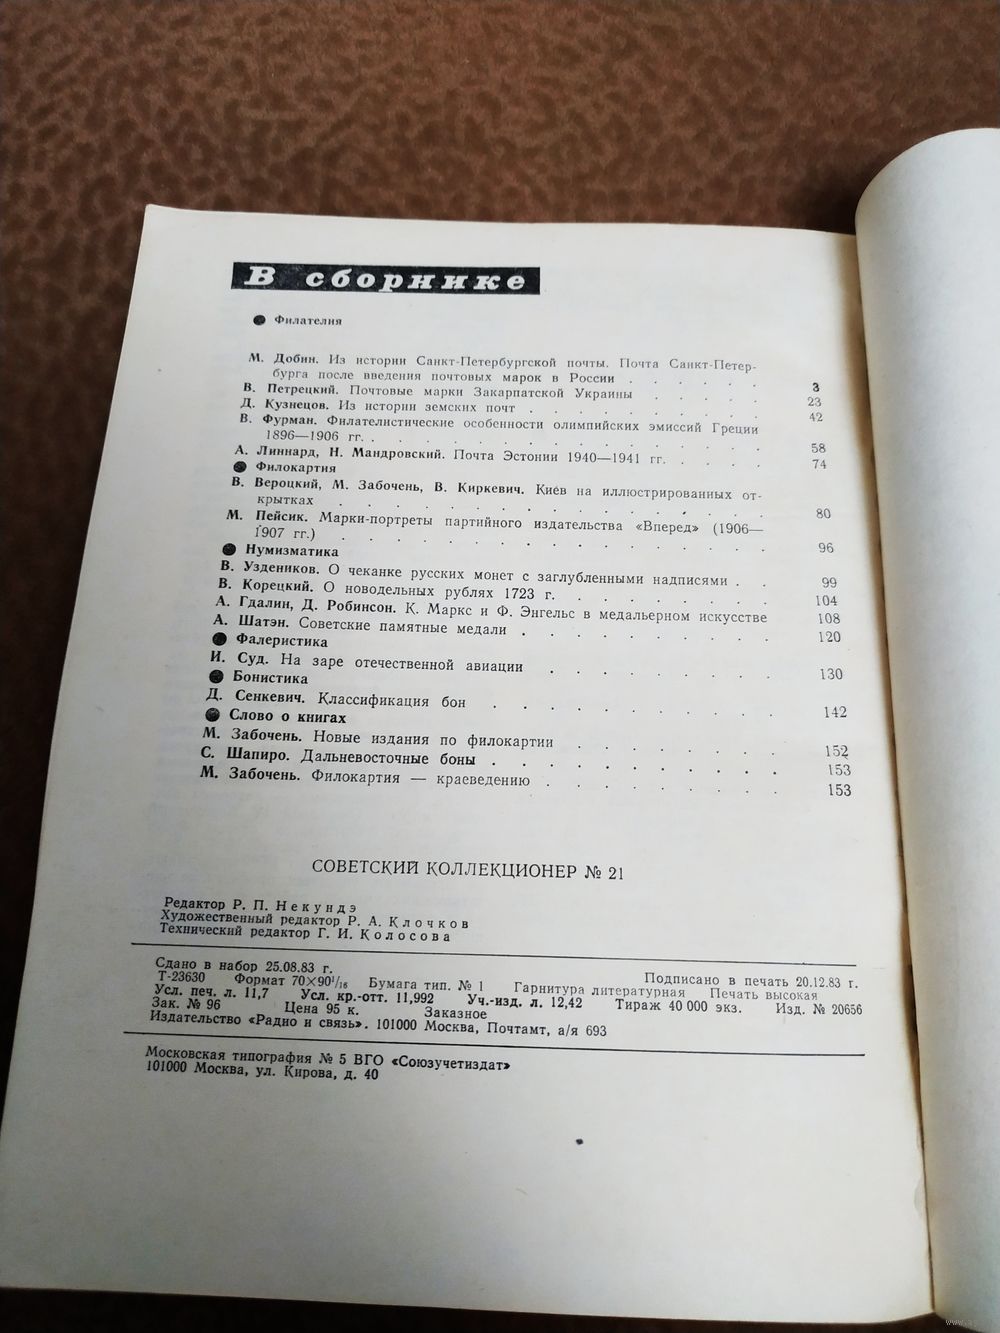 В сборнике
● Филателия
М. Добин. Из истории Санкт-Петербургской почты. Почта Санкт-Петер-
бурга после введения почтовых марок в России . . . . . . 3
В. Петрецкий. Почтовые марки Закарпатской Украины . . . . . 23
Д. Кузнецов. Из истории земских почт . . . . . . . . . 42
В. Фурман. Филателистические особенности олимпийских эмиссий Греции
1896—1906 гг. . . . . . . . . . . . . . . 58
А. Линнард, Н. Мандровский. Почта Эстонии 1940—1941 гг. . . . . 74
● Филокартия
В. Вероцкий, М. Забочень, В. Киркевич. Киев на иллюстрированных от-
крытках . . . . . . . . . . . . . . . 80
М. Пейсик. Марки-портреты партийного издательства «Вперед» (1906—
1907 гг.) . . . . . . . . . . . . . . . 96
● Нумизматика
В. Уздеников. О чеканке русских монет с заглубленными надписями . . 99
В. Корецкий. О новодельных рублях 1723 г. . . . . . . . . 104
А. Гдалин, Д. Робинсон. К. Маркс и Ф. Энгельс в медальерном искусстве 108
А. Шатэн. Советские памятные медали . . . . . . . . . 120
● Фалеристика
И. Суд. На заре отечественной авиации . . . . . . . . 130
● Бонистика
Д. Сенкевич. Классификация бон . . . . . . . . . . 142
● Слово о книгах
М. Забочень. Новые издания по филокартии . . . . . . . 152
С. Шапиро. Дальневосточные боны . . . . . . . . . . 153
М. Забочень. Филокартия — краеведению . . . . . . . . 153
СОВЕТСКИЙ КОЛЛЕКЦИОНЕР № 21
Редактор Р. П. Некундэ
Художественный редактор Р. А. Клочков
Технический редактор Г. И. Колосова
Сдано в набор 25.08.83 г. Подписано в печать 20.12.83 г.
Т-23630 Формат 70×90¹/₁₆ Бумага тип. № 1 Гарнитура литературная Печать высокая
Усл. печ. л. 11,7 Усл. кр.-отт. 11,992 Уч.-изд. л. 12,42 Тираж 40 000 экз. Изд. № 20656
Зак. № 96 Цена 95 к. Заказное
Издательство «Радио и связь». 101000 Москва, Почтамт, а/я 693
Московская типография № 5 ВГО «Союзучетиздат»
101000 Москва, ул. Кирова, д. 40